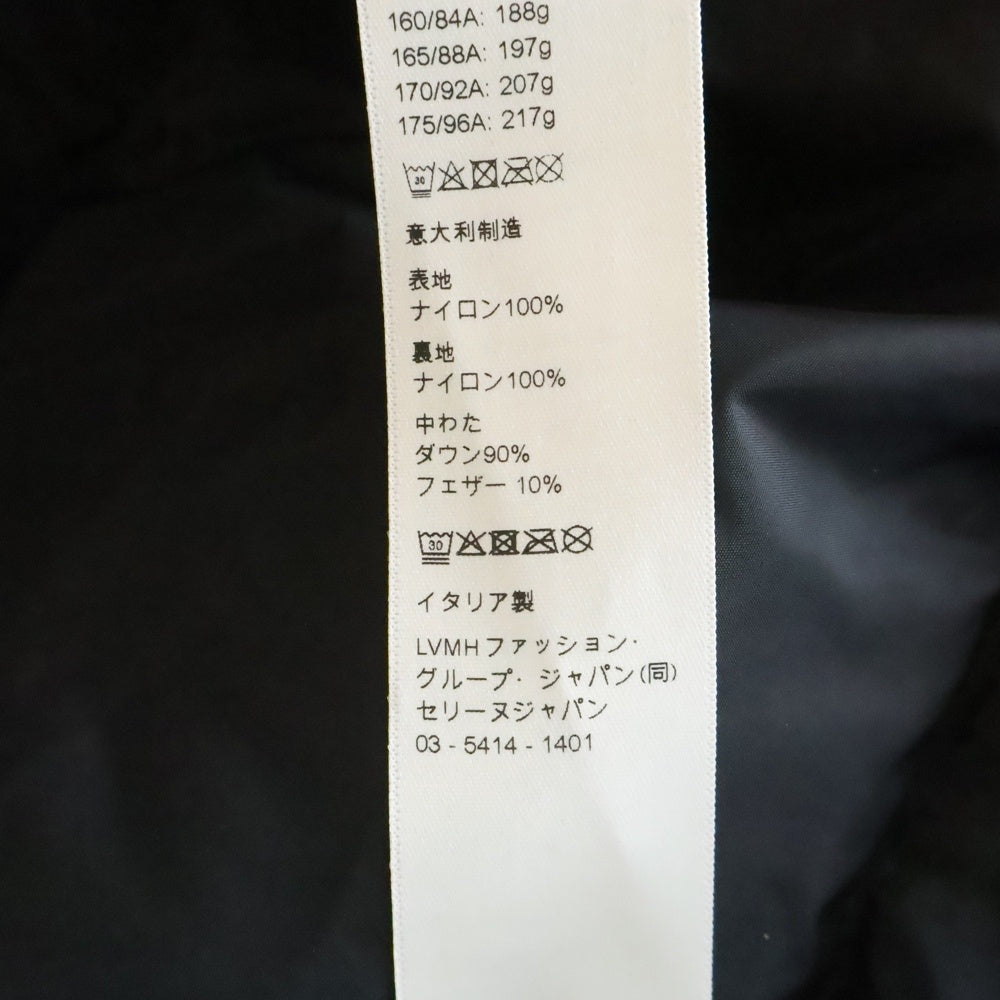 160/84A: 188g
165/88A: 197g
170/92A: 207g
175/96A: 217g
30
意大利制造
表地
ナイロン100%
裏地
ナイロン100%
中わた
ダウン90%
フェザー 10%
30
イタリア製
LVMHファッション・
グループ・ジャパン(同)
セリーヌジャパン
03 - 5414 - 1401